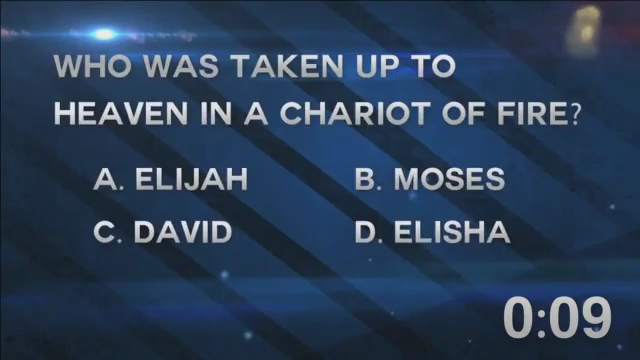 WHO WAS TAKEN UP TO
HEAVEN IN A CHARIOT OF FIRE?
A. ELIJAH B. MOSES
C. DAVID D. ELISHA
0:09